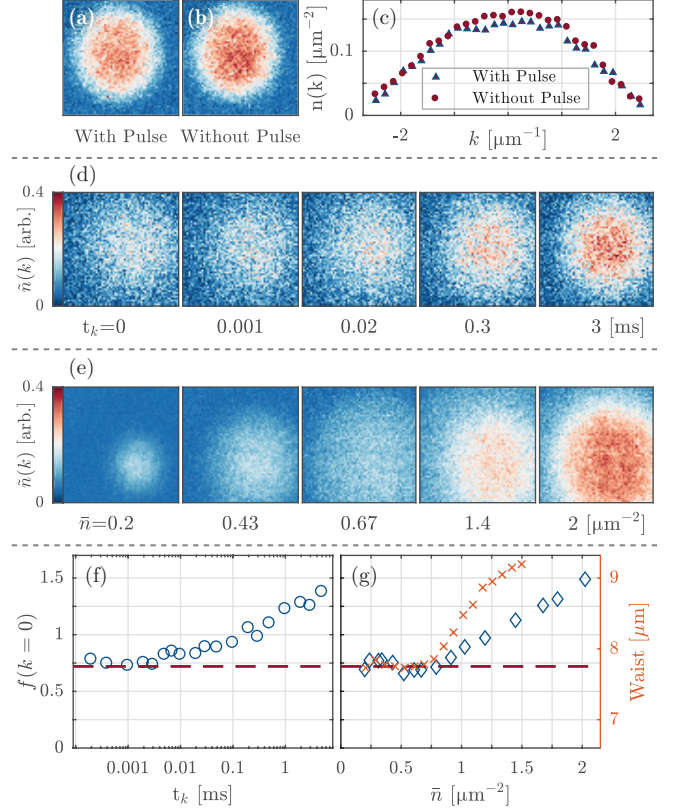 (a)
(b)
With Pulse
Without Pulse
(c)
n(k) [μm⁻²]
0.15
0
With Pulse
Without Pulse
-2
2
k [μm⁻¹]
(d)
0.4
ñ(k) [arb.]
0
t_k=0
0.001
0.02
0.3
3 [ms]
(e)
0.4
ñ(k) [arb.]
0
n̄=0.2
0.43
0.67
1.4
2 [μm⁻²]
(f)
1.5
1
0.5
0
f(k = 0)
0.001
0.01
0.1
1
t_k [ms]
(g)
0
0.5
1
1.5
2
n̄ [μm⁻²]
9
8
7
Waist [μm]